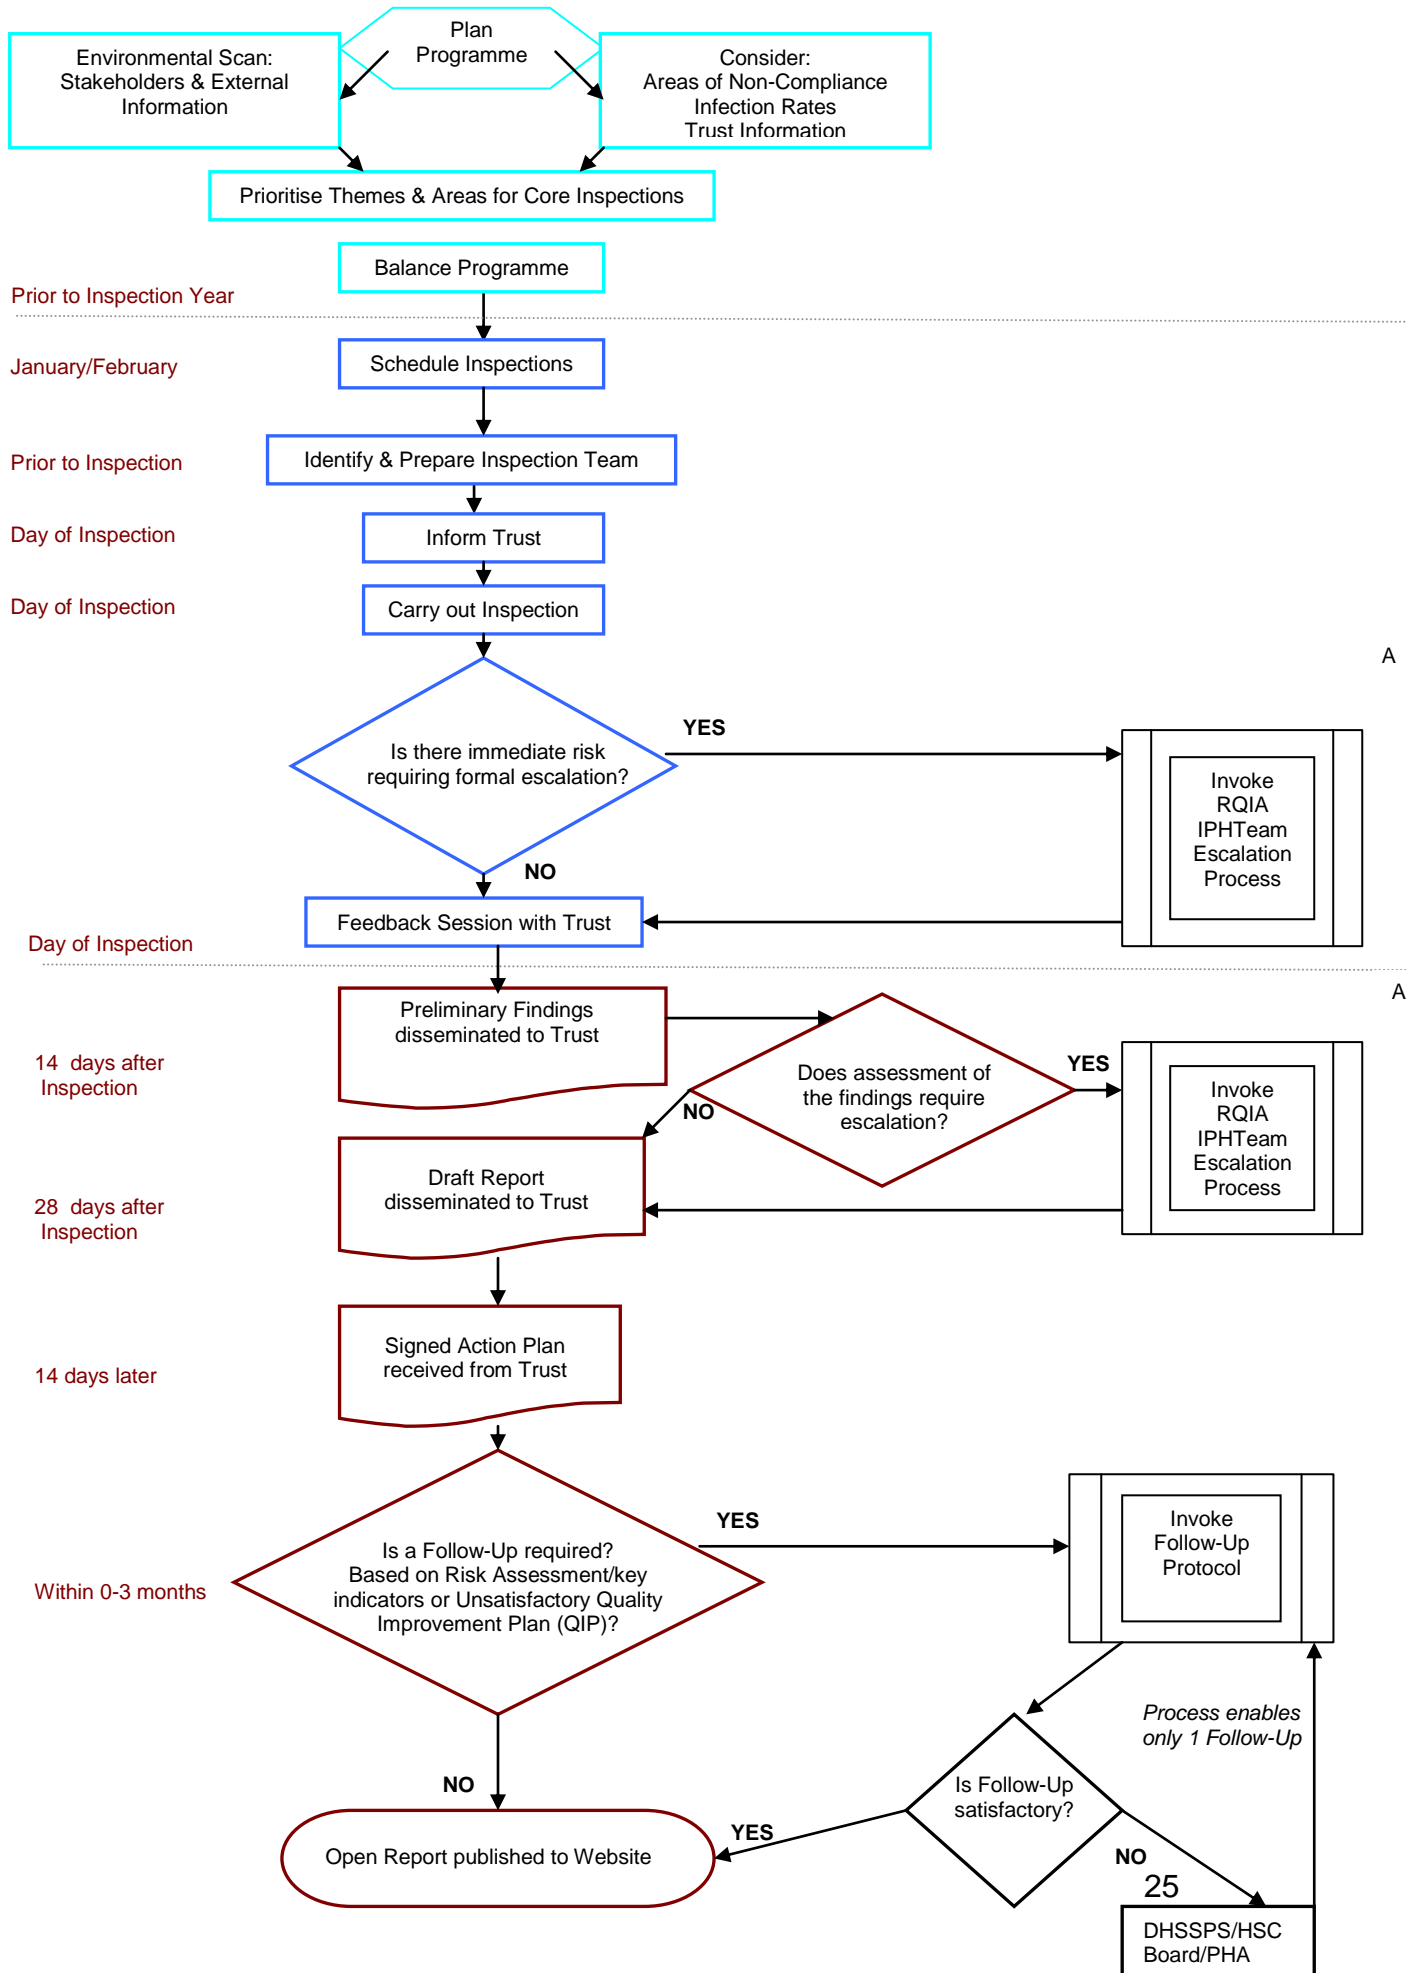 Plan
Programme
Environmental Scan:
Stakeholders & External
Information
Consider:
Areas of Non-Compliance
Infection Rates
Trust Information
Prioritise Themes & Areas for Core Inspections
Balance Programme
Prior to Inspection Year
January/February
Schedule Inspections
Prior to Inspection
Identify & Prepare Inspection Team
Day of Inspection
Inform Trust
Day of Inspection
Carry out Inspection
A
Is there immediate risk
requiring formal escalation?
YES
Invoke
RQIA
IPHTeam
Escalation
Process
NO
Feedback Session with Trust
Day of Inspection
A
Preliminary Findings
disseminated to Trust
14 days after
Inspection
Does assessment of
the findings require
escalation?
YES
Invoke
RQIA
IPHTeam
Escalation
Process
NO
Draft Report
disseminated to Trust
28 days after
Inspection
Signed Action Plan
received from Trust
14 days later
Is a Follow-Up required?
Based on Risk Assessment/key
indicators or Unsatisfactory Quality
Improvement Plan (QIP)?
Within 0-3 months
YES
Invoke
Follow-Up
Protocol
Process enables
only 1 Follow-Up
Is Follow-Up
satisfactory?
NO
YES
Open Report published to Website
NO
25
DHSSPS/HSC
Board/PHA